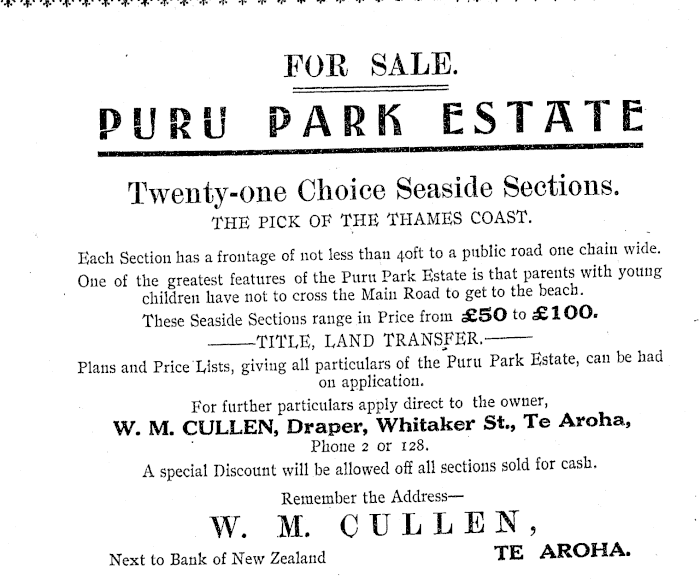 FOR SALE.
PURU PARK ESTATE
Twenty-one Choice Seaside Sections.
THE PICK OF THE THAMES COAST.
Each Section has a frontage of not less than 40ft to a public road one chain wide.
One of the greatest features of the Puru Park Estate is that parents with young
children have not to cross the Main Road to get to the beach.
These Seaside Sections range in Price from £50 to £100.
——TITLE, LAND TRANSFER.——
Plans and Price Lists, giving all particulars of the Puru Park Estate, can be had
on application.
For further particulars apply direct to the owner,
W. M. CULLEN, Draper, Whitaker St., Te Aroha,
Phone 2 or 128.
A special Discount will be allowed off all sections sold for cash.
Remember the Address—
W. M. CULLEN,
Next to Bank of New Zealand TE AROHA.